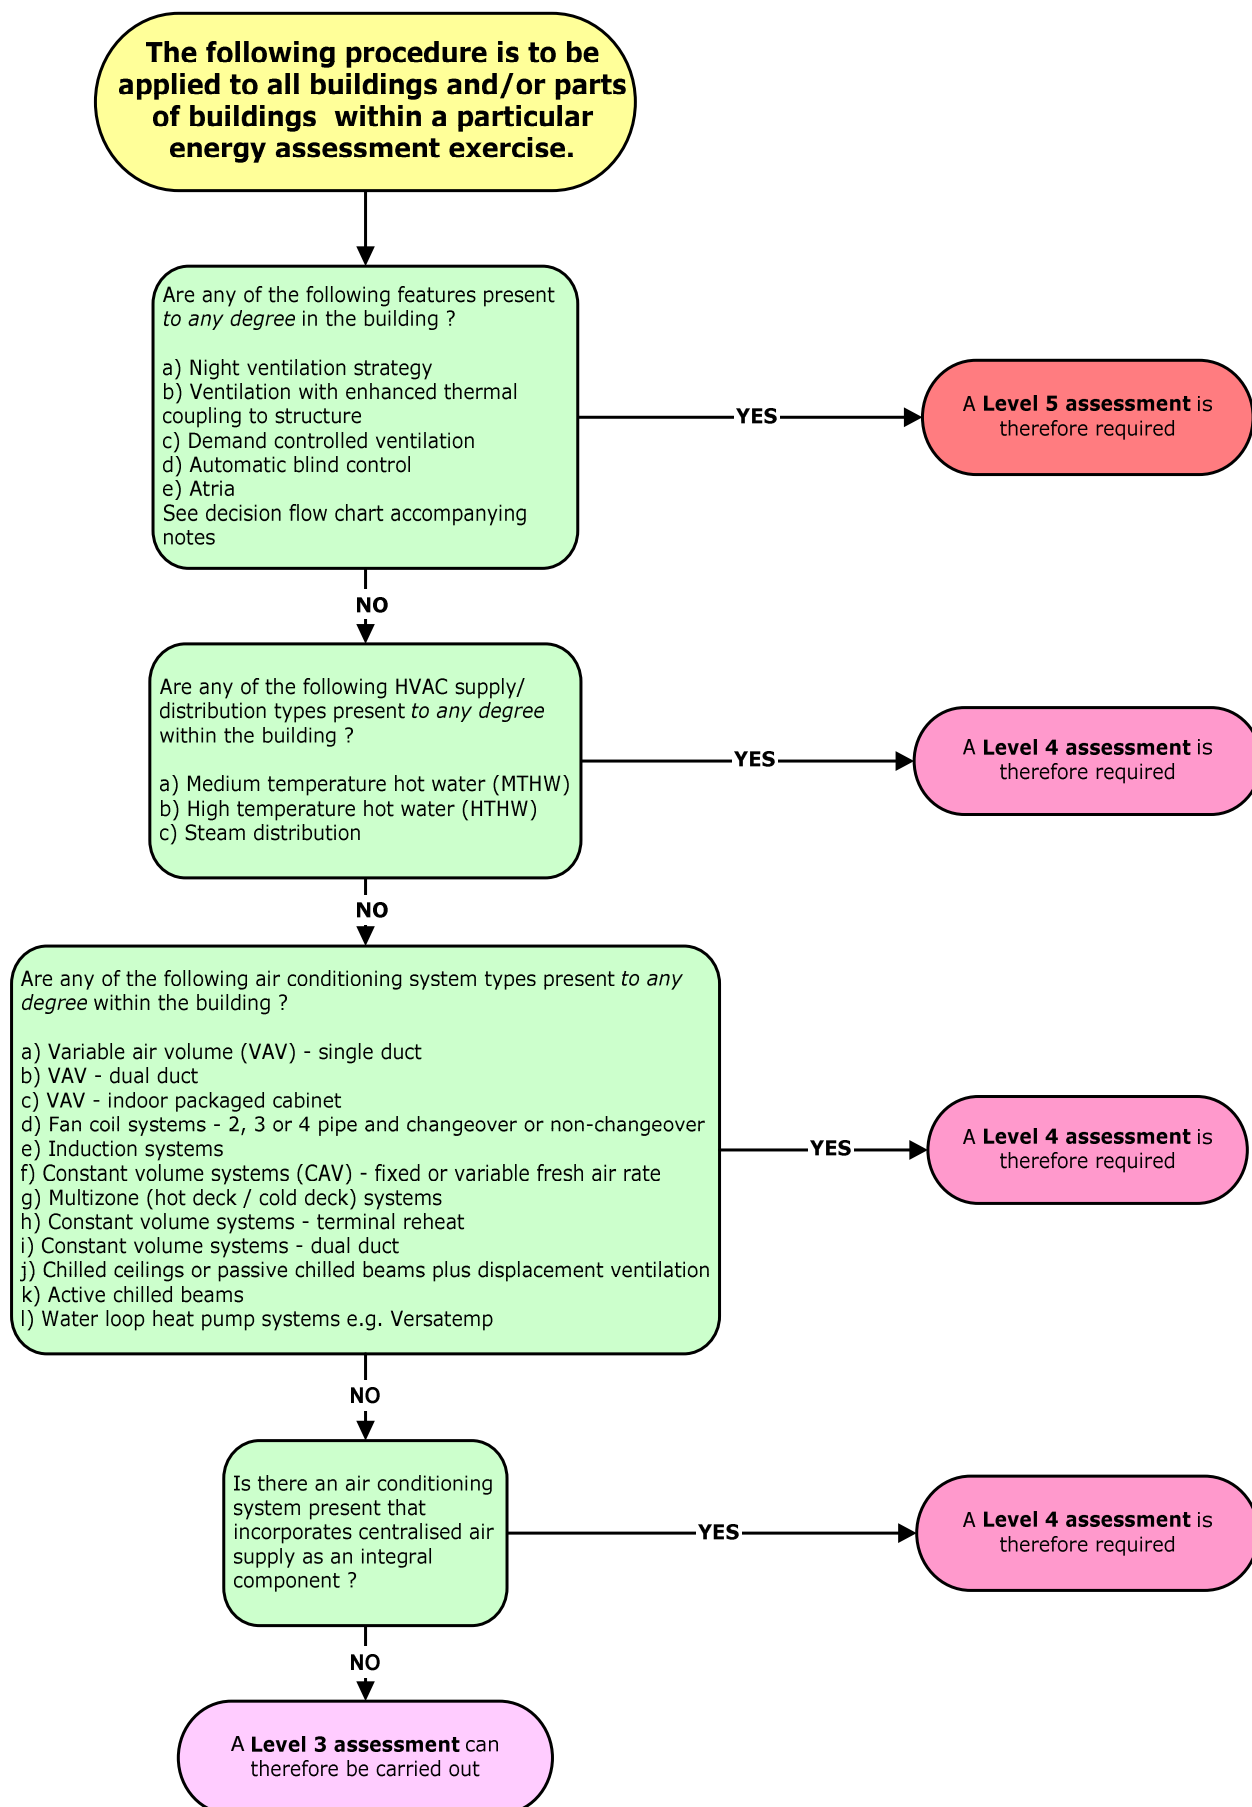 The following procedure is to be
applied to all buildings and/or parts
of buildings  within a particular
energy assessment exercise.
Are any of the following features present
to any degree in the building ?
a) Night ventilation strategy
b) Ventilation with enhanced thermal
coupling to structure
c) Demand controlled ventilation
d) Automatic blind control
e) Atria
See decision flow chart accompanying
notes
YES
A Level 5 assessment is
therefore required
NO
Are any of the following HVAC supply/
distribution types present to any degree
within the building ?
a) Medium temperature hot water (MTHW)
b) High temperature hot water (HTHW)
c) Steam distribution
YES
A Level 4 assessment is
therefore required
NO
Are any of the following air conditioning system types present to any
degree within the building ?
a) Variable air volume (VAV) - single duct
b) VAV - dual duct
c) VAV - indoor packaged cabinet
d) Fan coil systems - 2, 3 or 4 pipe and changeover or non-changeover
e) Induction systems
f) Constant volume systems (CAV) - fixed or variable fresh air rate
g) Multizone (hot deck / cold deck) systems
h) Constant volume systems - terminal reheat
i) Constant volume systems - dual duct
j) Chilled ceilings or passive chilled beams plus displacement ventilation
k) Active chilled beams
l) Water loop heat pump systems e.g. Versatemp
YES
A Level 4 assessment is
therefore required
NO
Is there an air conditioning
system present that
incorporates centralised air
supply as an integral
component ?
YES
A Level 4 assessment is
therefore required
NO
A Level 3 assessment can
therefore be carried out